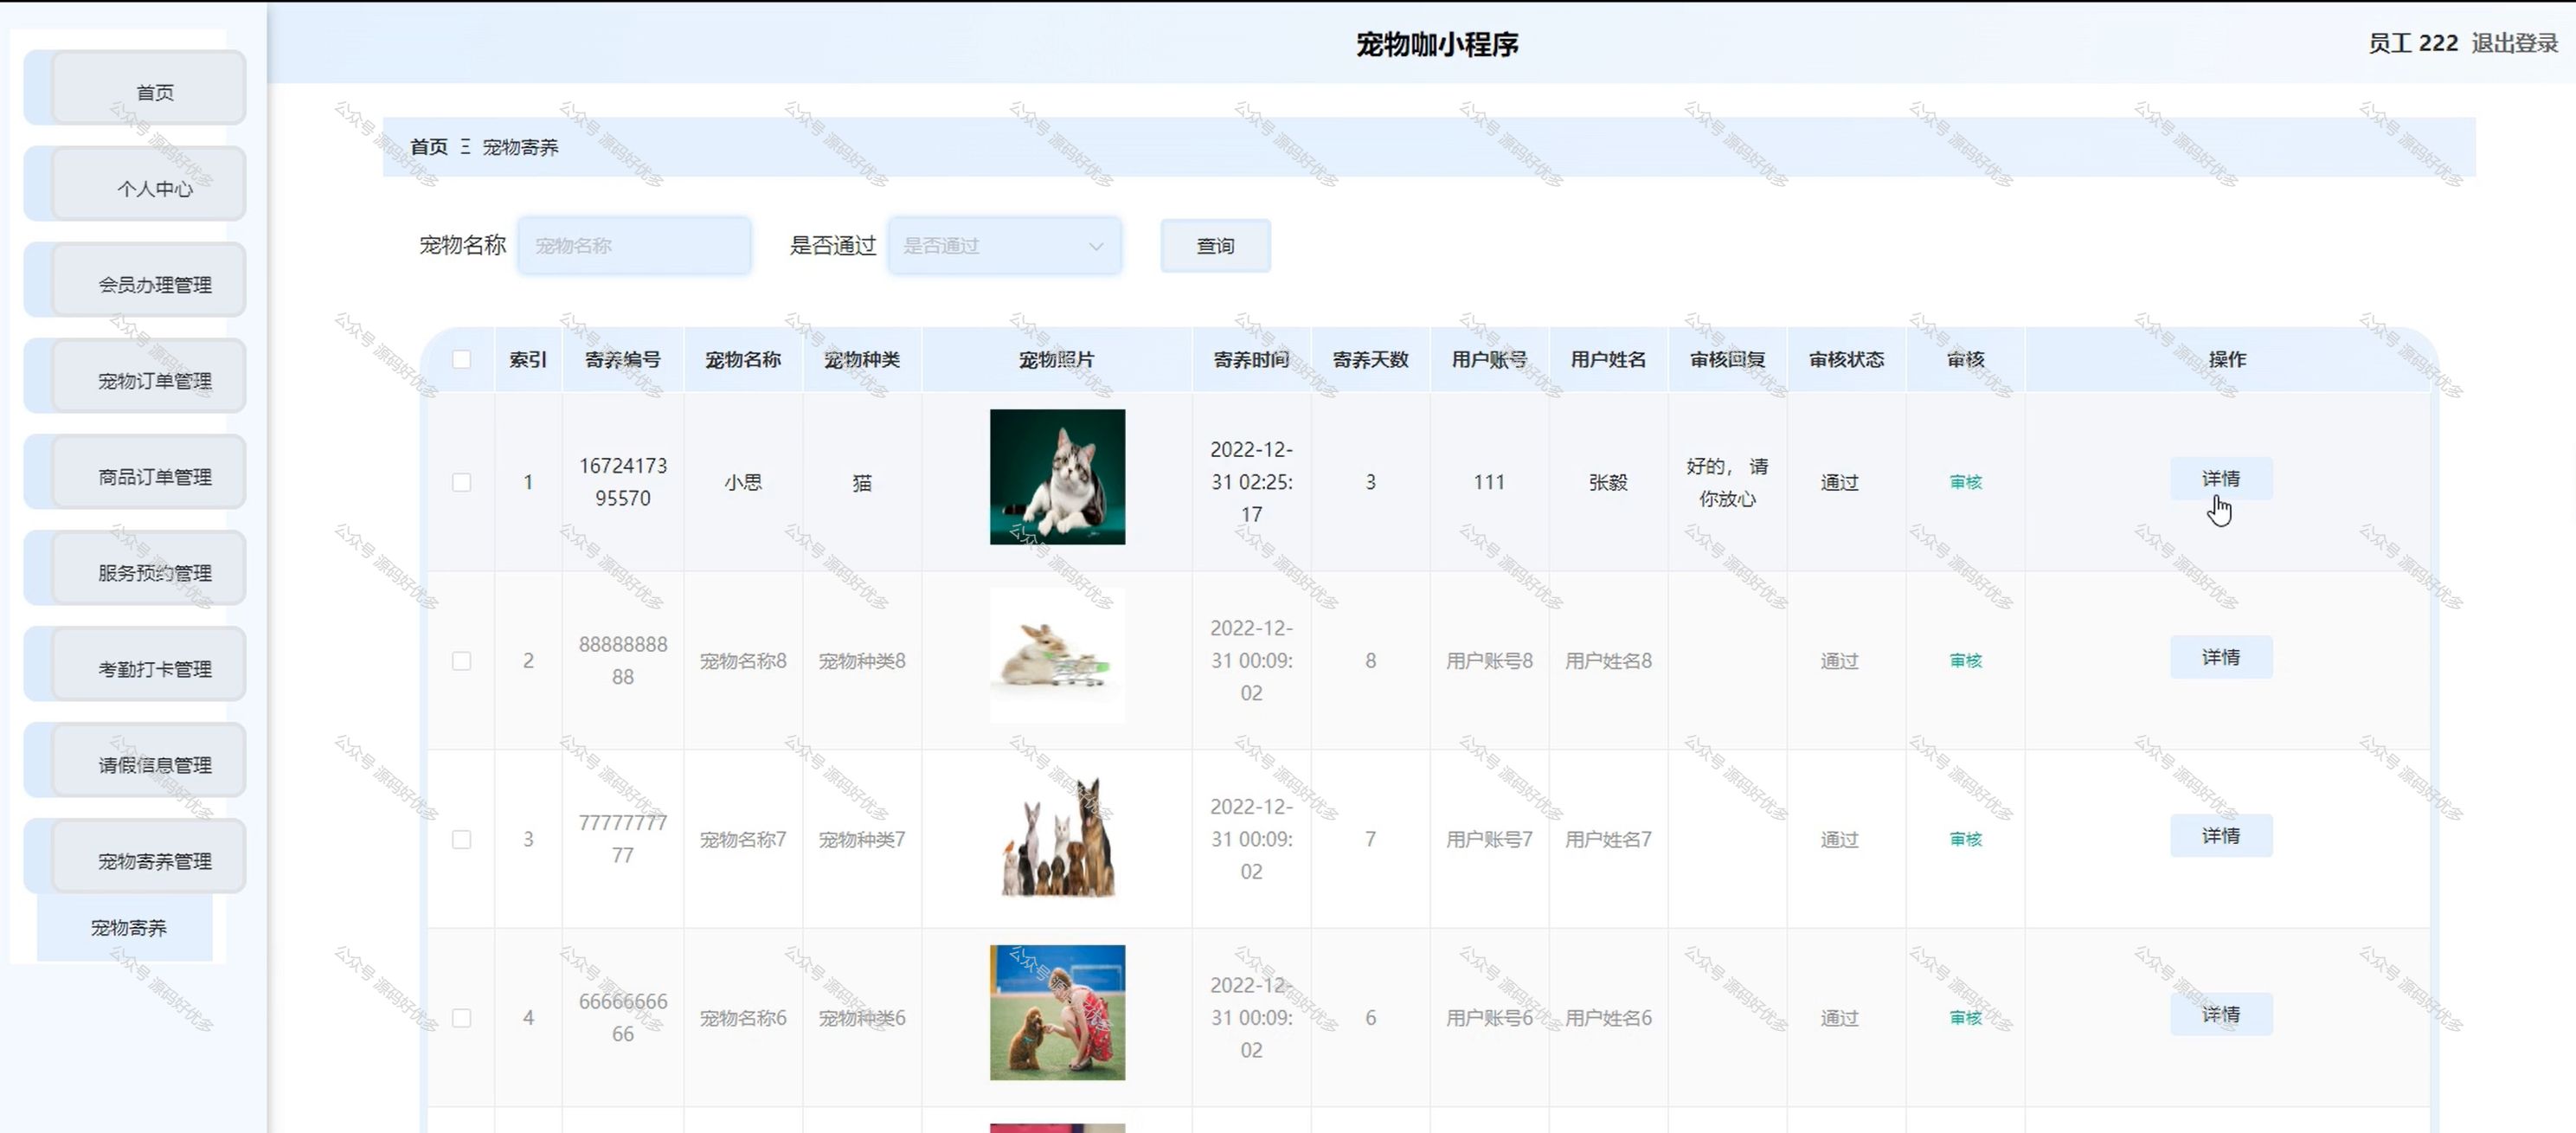 宠物咖小程序
员工 222 退出登录
首页
个人中心
会员办理管理
宠物订单管理
商品订单管理
服务预约管理
考勤打卡管理
请假信息管理
宠物寄养管理
宠物寄养
首页 Ξ 宠物寄养
宠物名称 宠物名称 是否通过 是否通过 查询
索引 寄养编号 宠物名称 宠物种类 宠物照片 寄养时间 寄养天数 用户账号 用户姓名 审核回复 审核状态 审核 操作
1 16724173 95570 小思 猫 2022-12-31 02:25:17 3 111 张毅 好的，请你放心 通过 审核 详情
2 88888888 88 宠物名称8 宠物种类8 2022-12-31 00:09:02 8 用户账号8 用户姓名8 通过 审核 详情
3 77777777 77 宠物名称7 宠物种类7 2022-12-31 00:09:02 7 用户账号7 用户姓名7 通过 审核 详情
4 66666666 66 宠物名称6 宠物种类6 2022-12-31 00:09:02 6 用户账号6 用户姓名6 通过 审核 详情
公众号 源码好优多